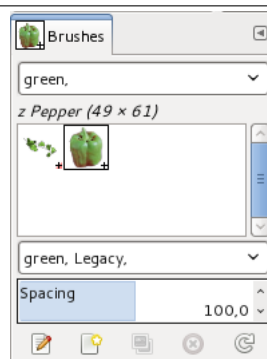 Brushes
green,
z Pepper (49 × 61)
green, Legacy,
Spacing
100,0